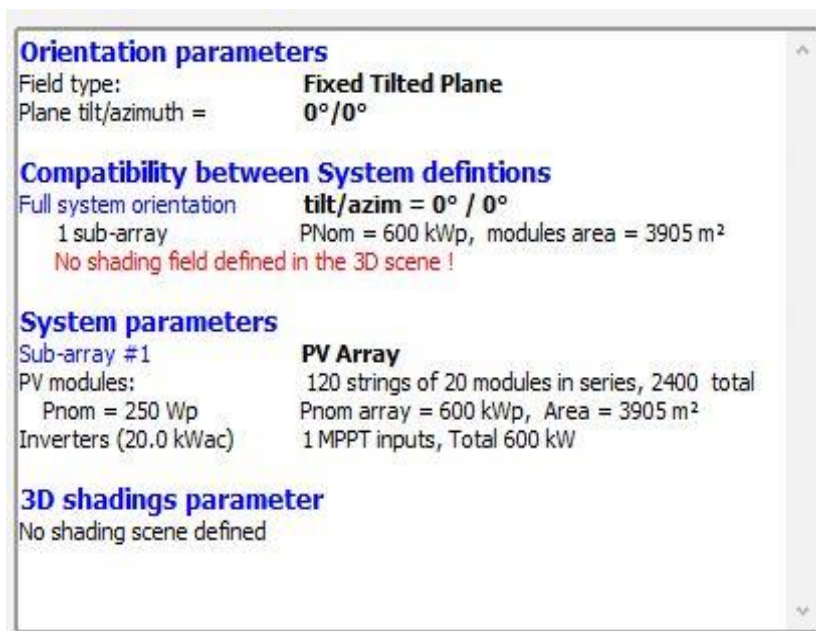 Orientation parameters
Field type: Fixed Tilted Plane
Plane tilt/azimuth = 0°/0°
Compatibility between System defintions
Full system orientation tilt/azim = 0° / 0°
1 sub-array PNom = 600 kWp, modules area = 3905 m²
No shading field defined in the 3D scene !
System parameters
Sub-array #1 PV Array
PV modules: 120 strings of 20 modules in series, 2400 total
Pnom = 250 Wp Pnom array = 600 kWp, Area = 3905 m²
Inverters (20.0 kWac) 1 MPPT inputs, Total 600 kW
3D shadings parameter
No shading scene defined